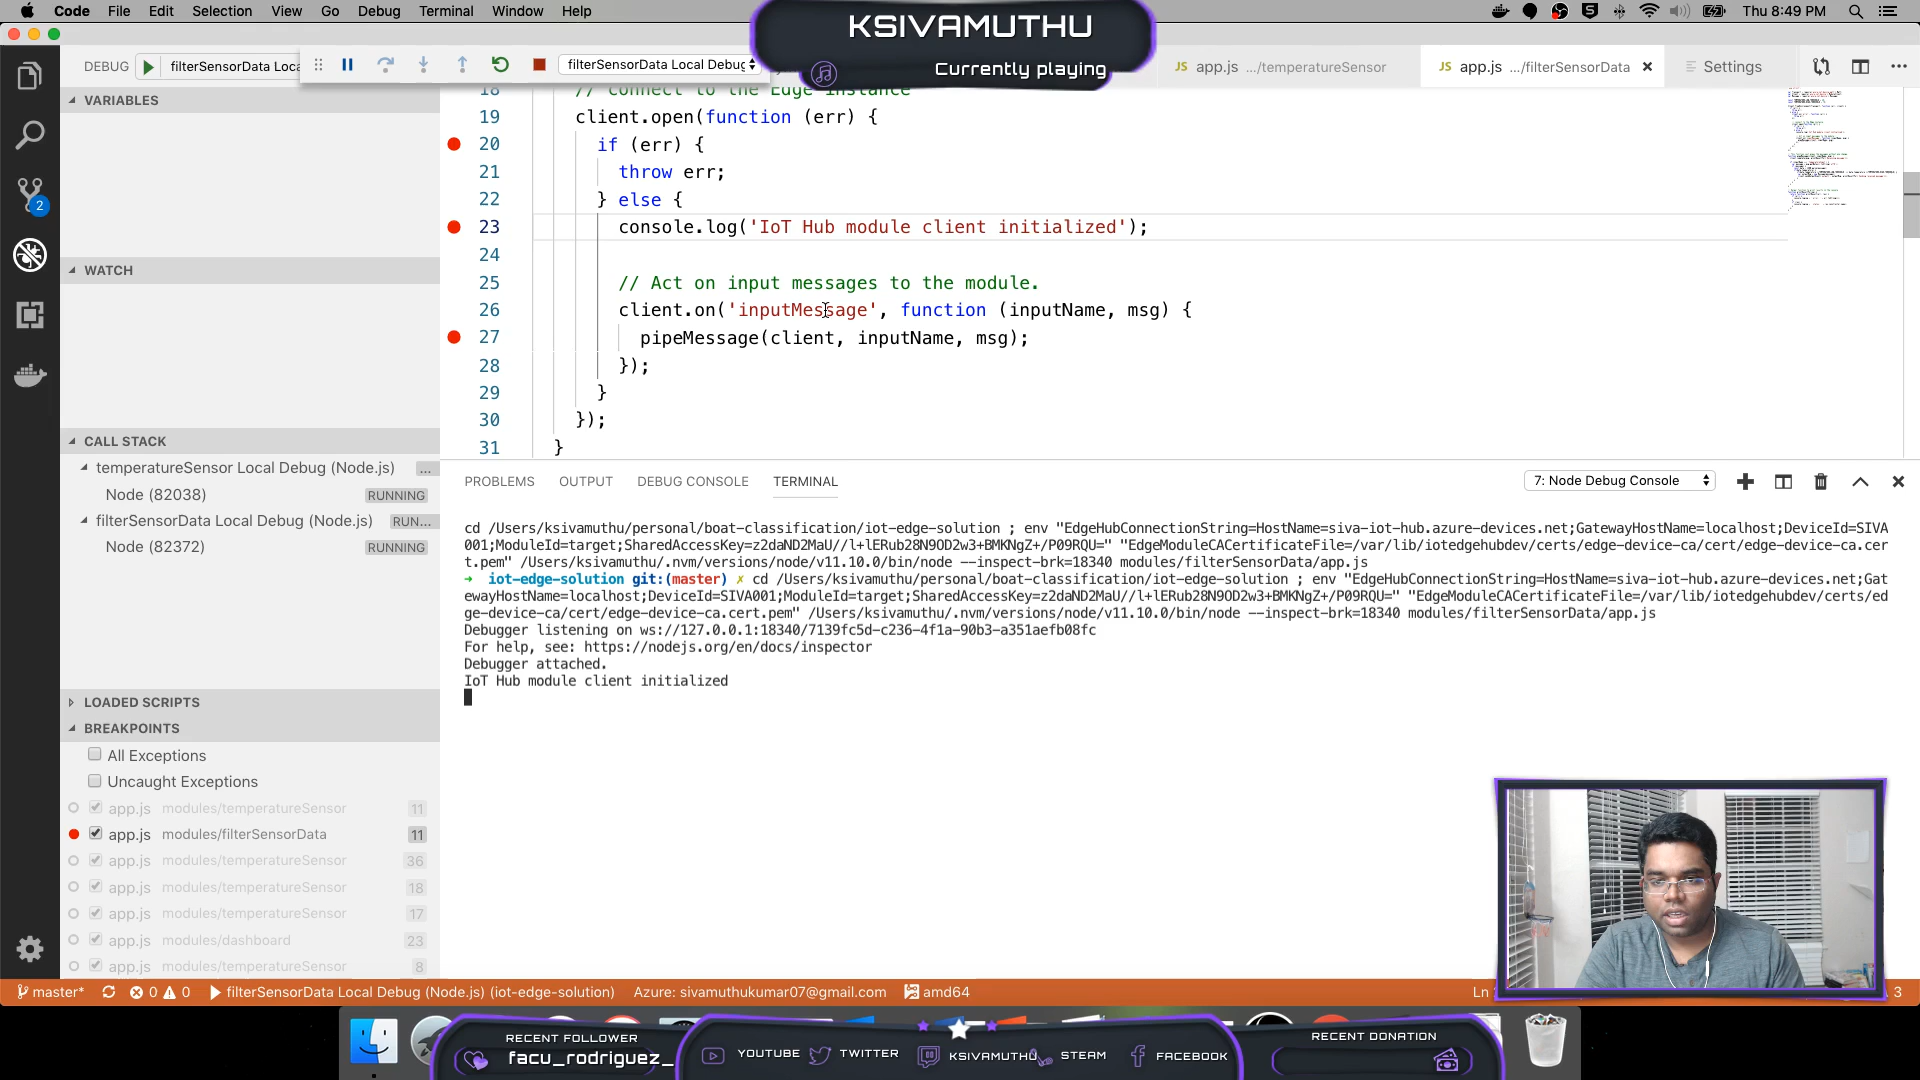 Code File Edit Selection View Go Debug Terminal Window Help
Thu 8:49 PM
KSIVAMUTHU
Currently playing
DEBUG filterSensorData Loca
filterSensorData Local Debug
JS app.js .../temperatureSensor
JS app.js .../filterSensorData
Settings
VARIABLES
WATCH
CALL STACK
temperatureSensor Local Debug (Node.js) ...
Node (82038) RUNNING
filterSensorData Local Debug (Node.js) RUN...
Node (82372) RUNNING
LOADED SCRIPTS
BREAKPOINTS
All Exceptions
Uncaught Exceptions
app.js modules/temperatureSensor 11
app.js modules/filterSensorData 11
app.js modules/temperatureSensor 36
app.js modules/temperatureSensor 18
app.js modules/temperatureSensor 17
app.js modules/dashboard 23
app.js modules/temperatureSensor 8
2
18 // Connect to the Edge instance
19 client.open(function (err) {
20 if (err) {
21 throw err;
22 } else {
23 console.log('IoT Hub module client initialized');
24
25 // Act on input messages to the module.
26 client.on('inputMessage', function (inputName, msg) {
27 pipeMessage(client, inputName, msg);
28 });
29 }
30 });
31 }
PROBLEMS OUTPUT DEBUG CONSOLE TERMINAL
7: Node Debug Console
cd /Users/ksivamuthu/personal/boat-classification/iot-edge-solution ; env "EdgeHubConnectionString=HostName=siva-iot-hub.azure-devices.net;GatewayHostName=localhost;DeviceId=SIVA
001;ModuleId=target;SharedAccessKey=z2daND2MaU//l+lERub28N9OD2w3+BMKNgZ+/P09RQU=" "EdgeModuleCACertificateFile=/var/lib/iotedgehubdev/certs/edge-device-ca/cert/edge-device-ca.cer
t.pem" /Users/ksivamuthu/.nvm/versions/node/v11.10.0/bin/node --inspect-brk=18340 modules/filterSensorData/app.js
➜ iot-edge-solution git:(master) ✗ cd /Users/ksivamuthu/personal/boat-classification/iot-edge-solution ; env "EdgeHubConnectionString=HostName=siva-iot-hub.azure-devices.net;Gat
ewayHostName=localhost;DeviceId=SIVA001;ModuleId=target;SharedAccessKey=z2daND2MaU//l+lERub28N9OD2w3+BMKNgZ+/P09RQU=" "EdgeModuleCACertificateFile=/var/lib/iotedgehubdev/certs/ed
ge-device-ca/cert/edge-device-ca.cert.pem" /Users/ksivamuthu/.nvm/versions/node/v11.10.0/bin/node --inspect-brk=18340 modules/filterSensorData/app.js
Debugger listening on ws://127.0.0.1:18340/7139fc5d-c236-4f1a-90b3-a351aefb08fc
For help, see: https://nodejs.org/en/docs/inspector
Debugger attached.
IoT Hub module client initialized
master* 0 0 filterSensorData Local Debug (Node.js) (iot-edge-solution) Azure: sivamuthukumar07@gmail.com amd64 Ln 3
RECENT FOLLOWER
facu_rodriguez_
YOUTUBE TWITTER KSIVAMUTHU STEAM FACEBOOK
RECENT DONATION